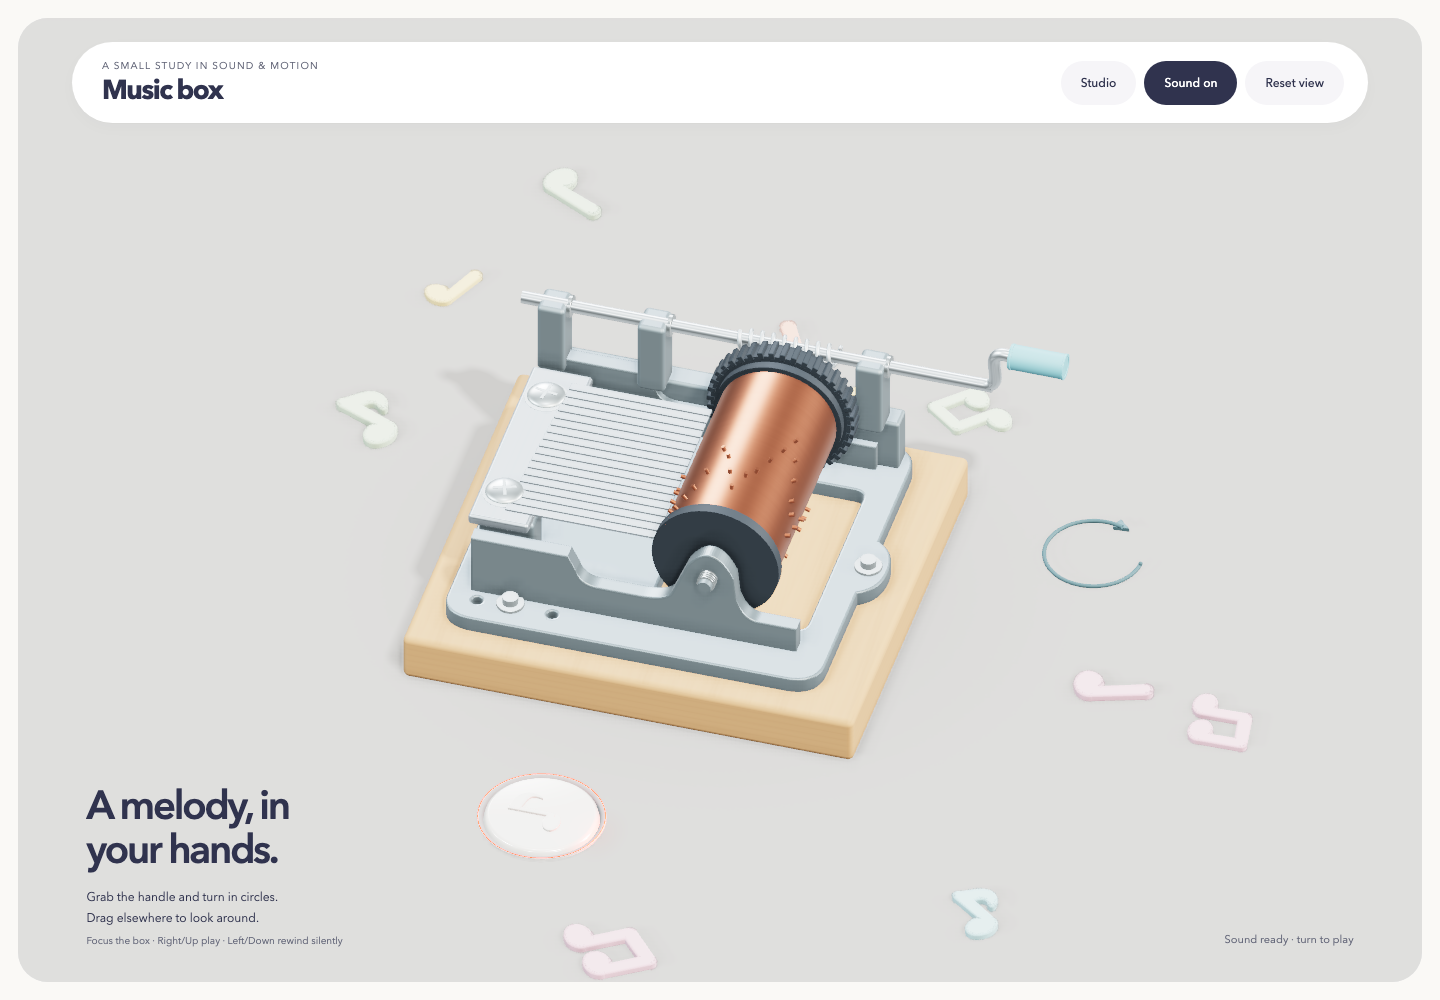 A SMALL STUDY IN SOUND & MOTION
Music box
Studio
Sound on
Reset view
A melody, in
your hands.
Grab the handle and turn in circles.
Drag elsewhere to look around.
Focus the box · Right/Up play · Left/Down rewind silently
Sound ready · turn to play